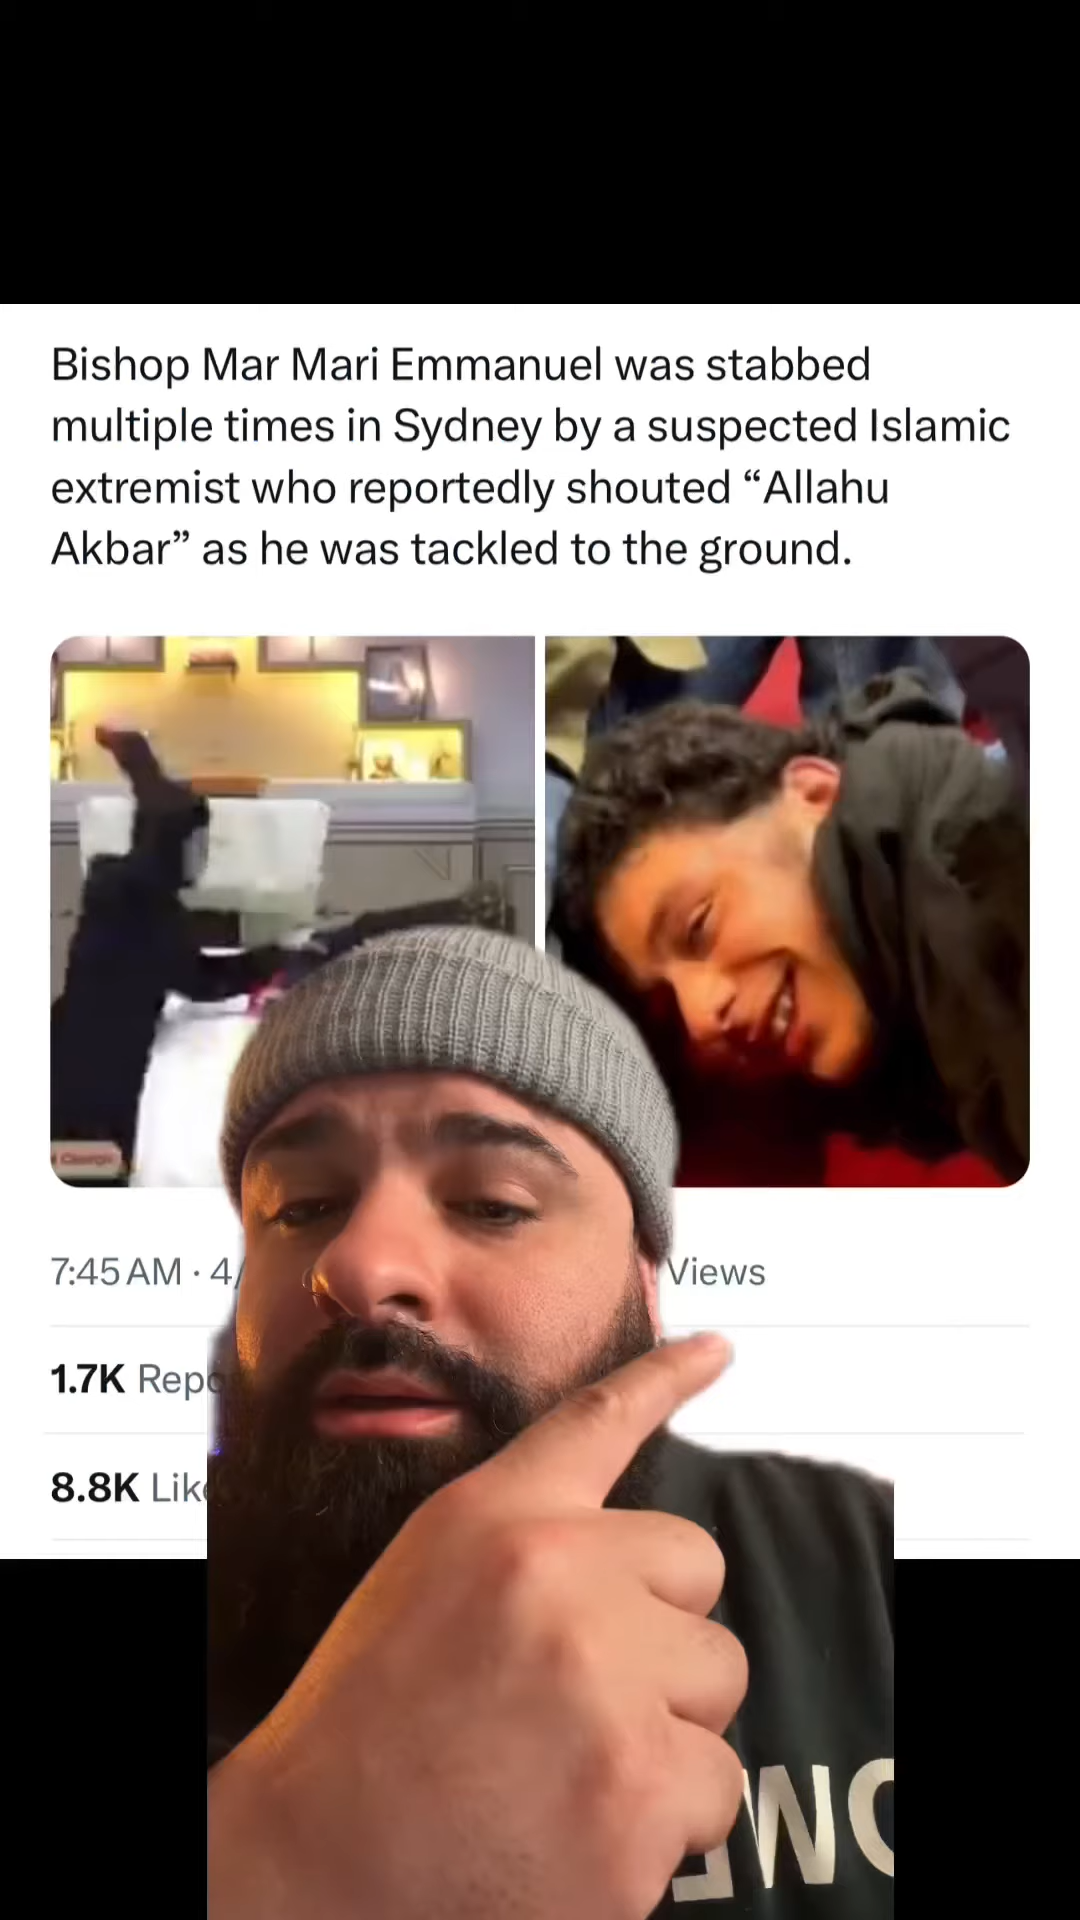 Bishop Mar Mari Emmanuel was stabbed
multiple times in Sydney by a suspected Islamic
extremist who reportedly shouted “Allahu
Akbar” as he was tackled to the ground.
7:45 AM · 4/ Views
1.7K
8.8K